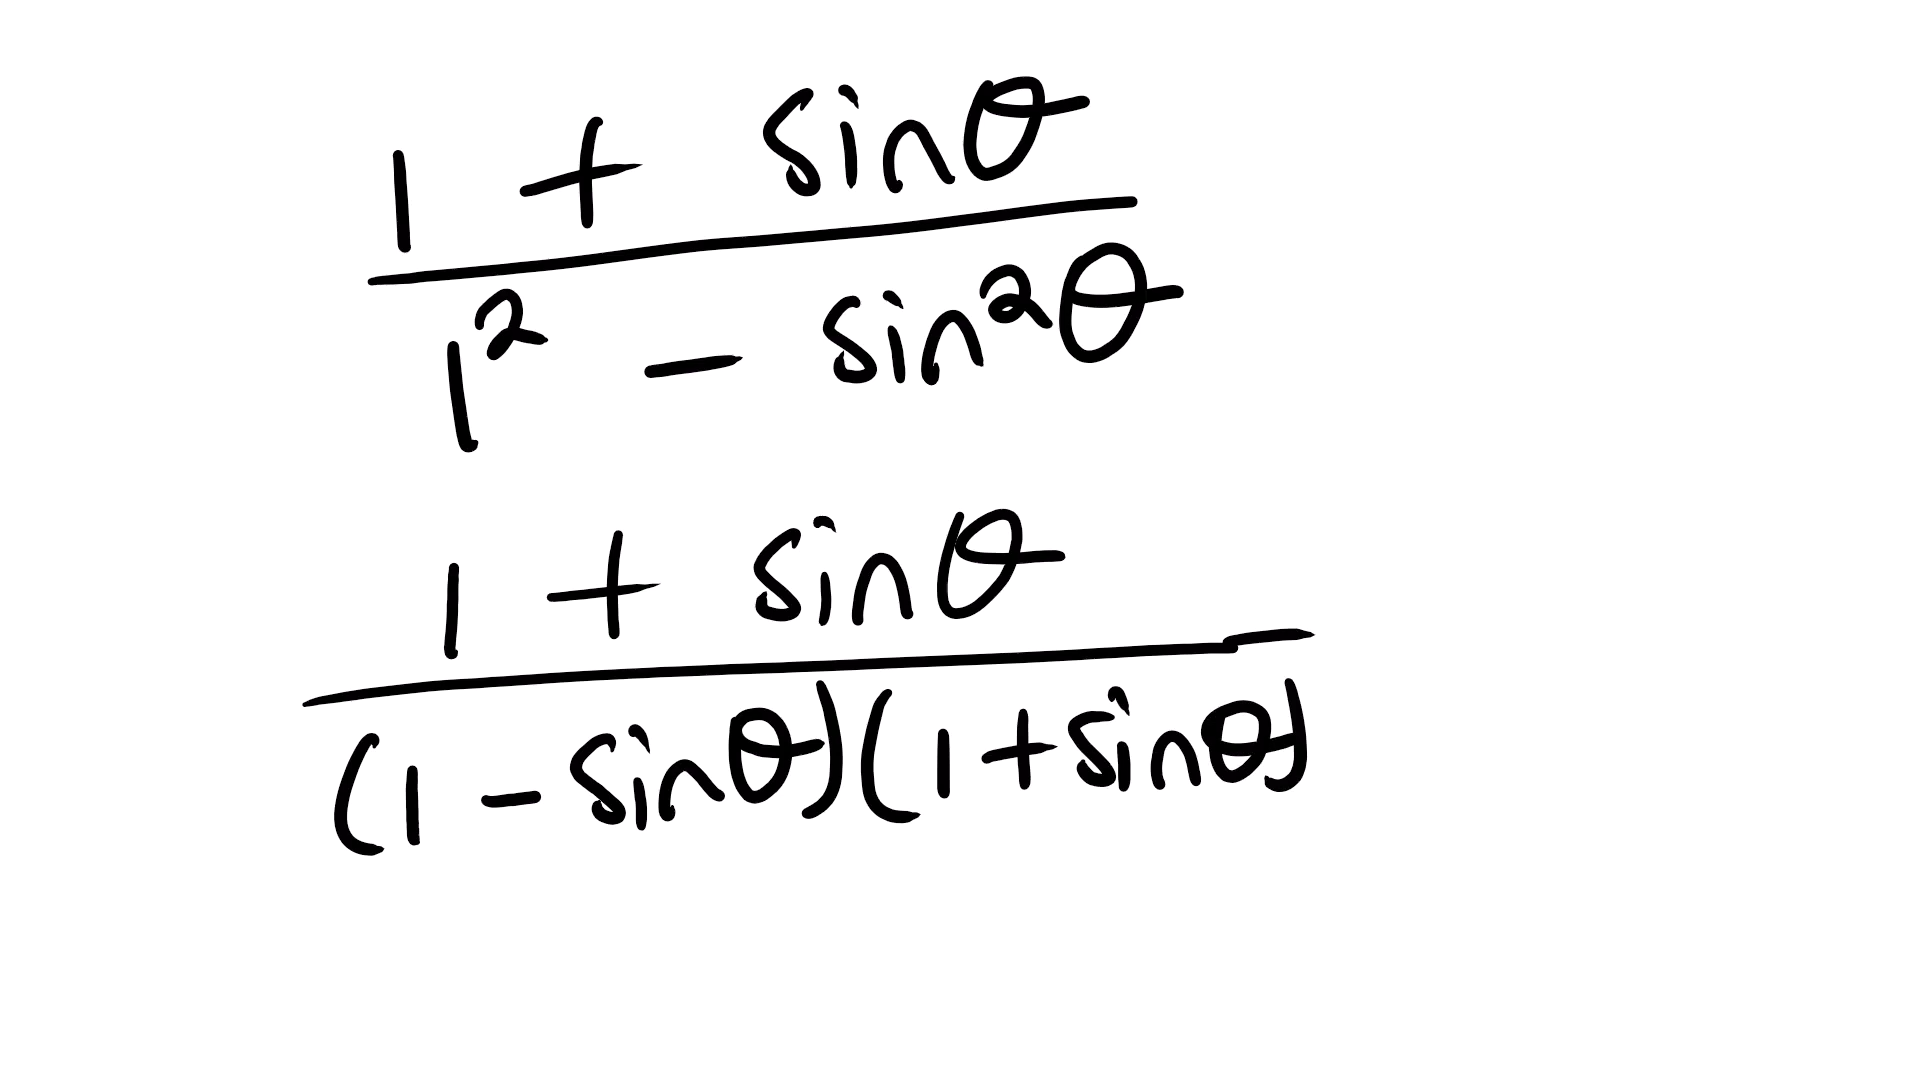 1 + sinθ
1² - sin²θ
1 + sinθ
(1 - sinθ)(1 + sinθ)